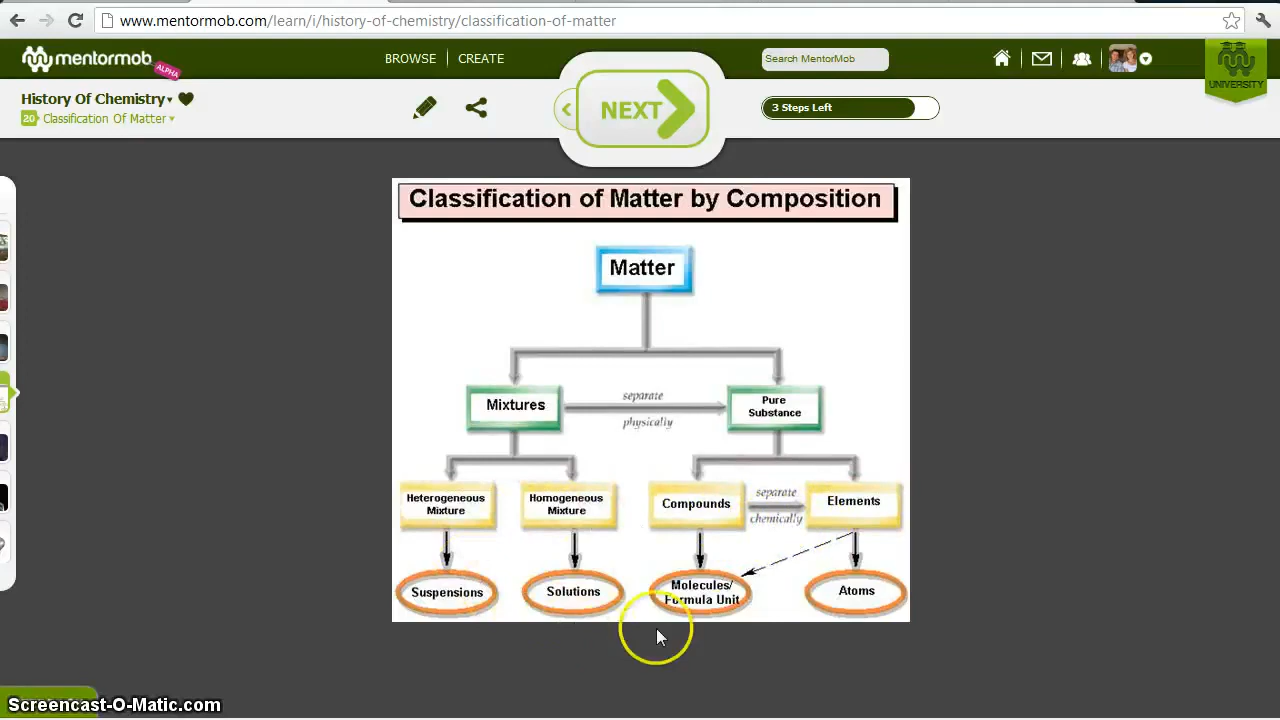 www.mentormob.com/learn/i/history-of-chemistry/classification-of-matter
mentormob
ALPHA
BROWSE
CREATE
Search MentorMob
UNIVERSITY
History Of Chemistry
20 Classification Of Matter
NEXT
3 Steps Left
Classification of Matter by Composition
Matter
Mixtures
separate
physically
Pure
Substance
Heterogeneous
Mixture
Homogeneous
Mixture
Compounds
separate
chemically
Elements
Suspensions
Solutions
Molecules/
Formula Unit
Atoms
Screencast-O-Matic.com